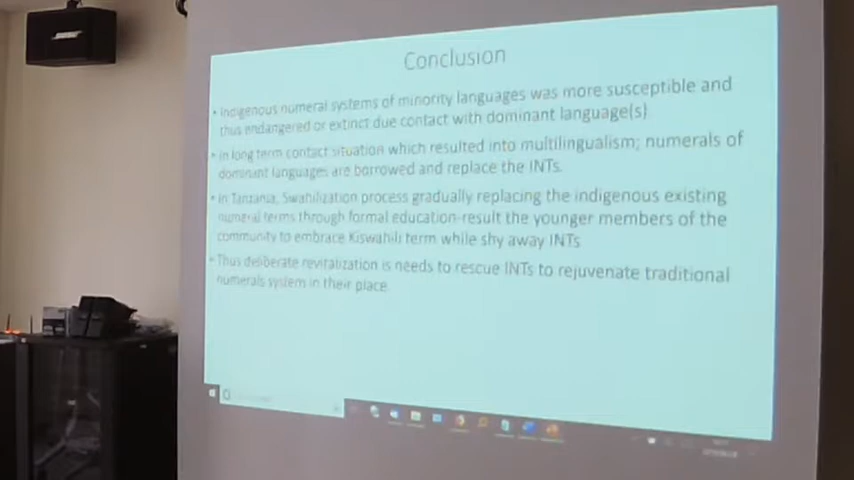 Conclusion
• Indigenous numeral systems of minority languages was more susceptible and
thus endangered or extinct due contact with dominant language(s)
• In long term contact situation which resulted into multilingualism; numerals of
dominant languages are borrowed and replace the INTs.
• In Tanzania, Swahilization process gradually replacing the indigenous existing
numeral terms through formal education-result the younger members of the
community to embrace Kiswahili term while shy away INTs
• Thus deliberate revitalization is needs to rescue INTs to rejuvenate traditional
numerals system in their place